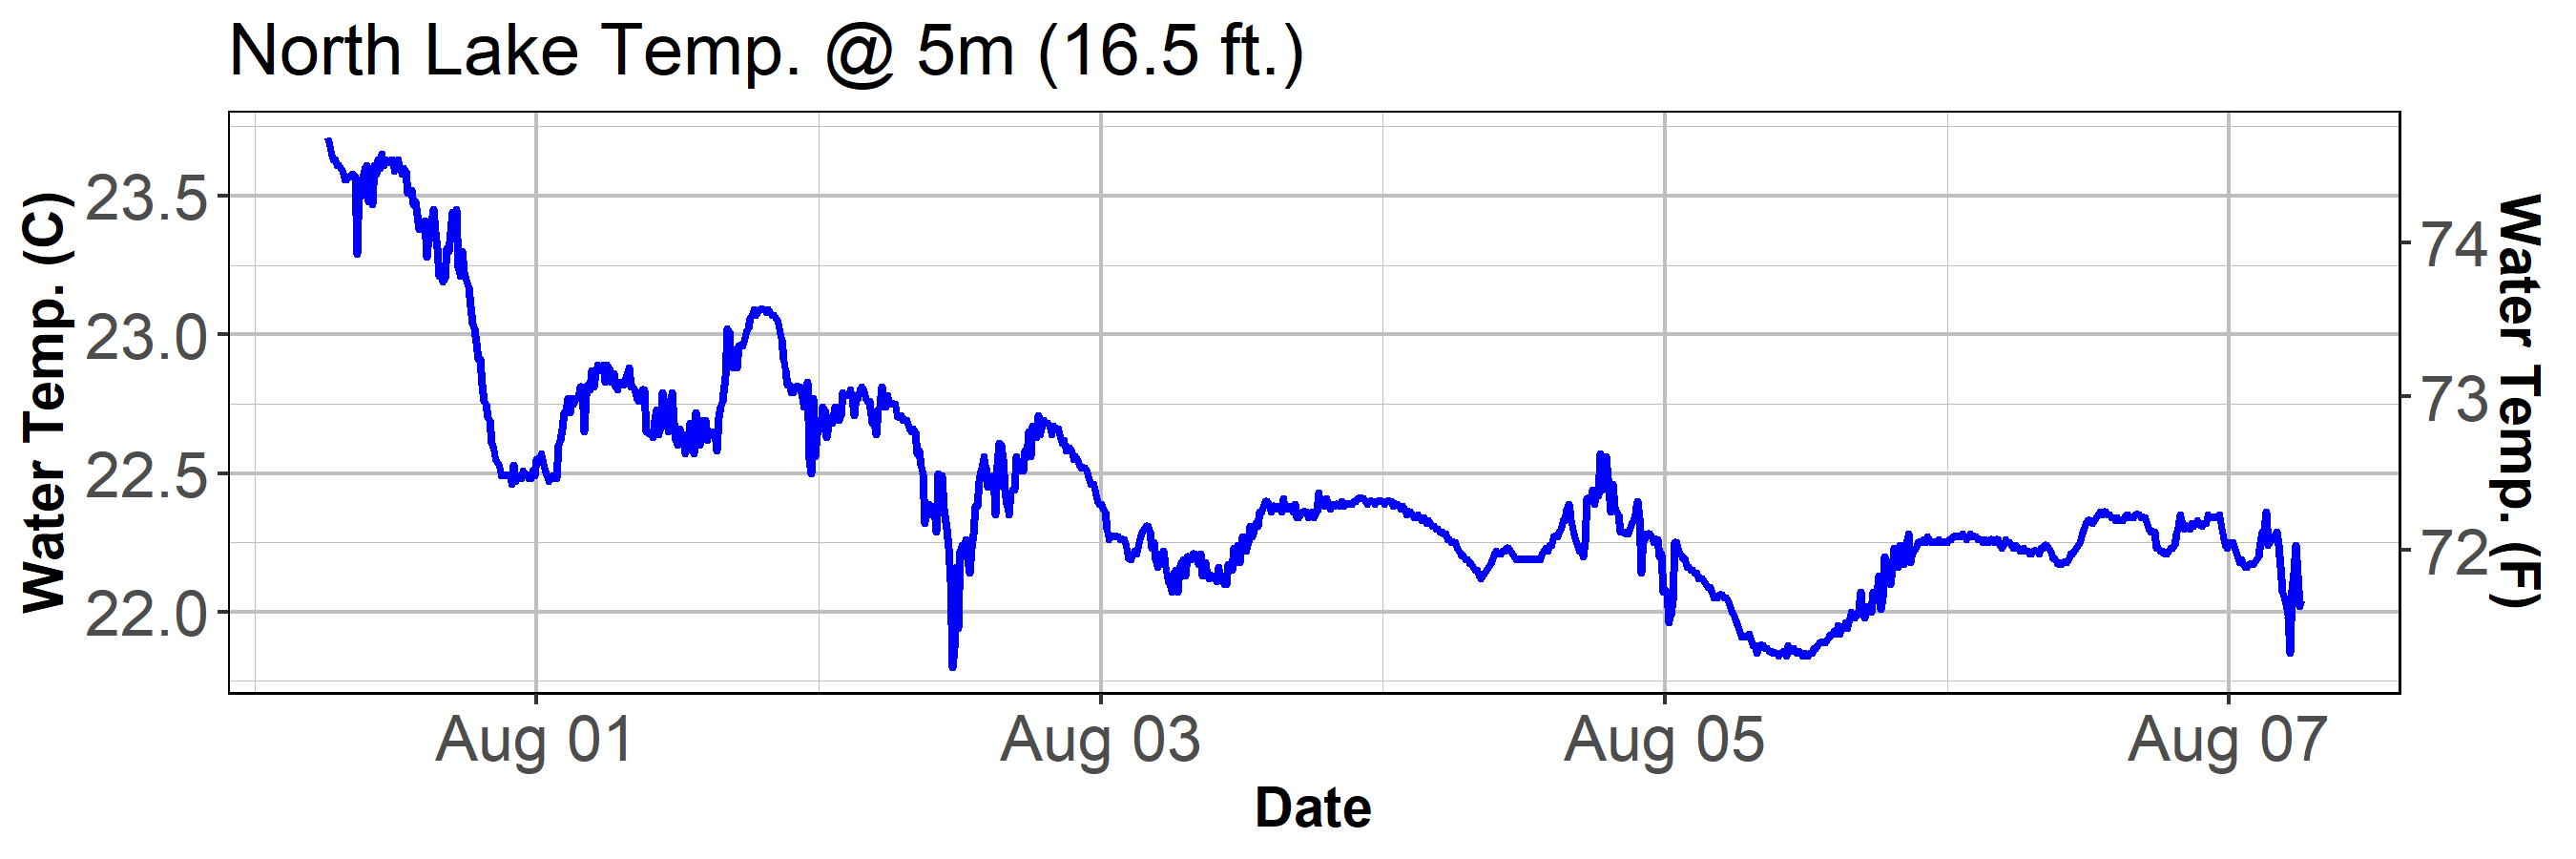 North Lake Temp. @ 5m (16.5 ft.)
Water Temp. (C)
23.5
23.0
22.5
22.0
74
73
72
Water Temp. (F)
Aug 01 Aug 03 Aug 05 Aug 07
Date